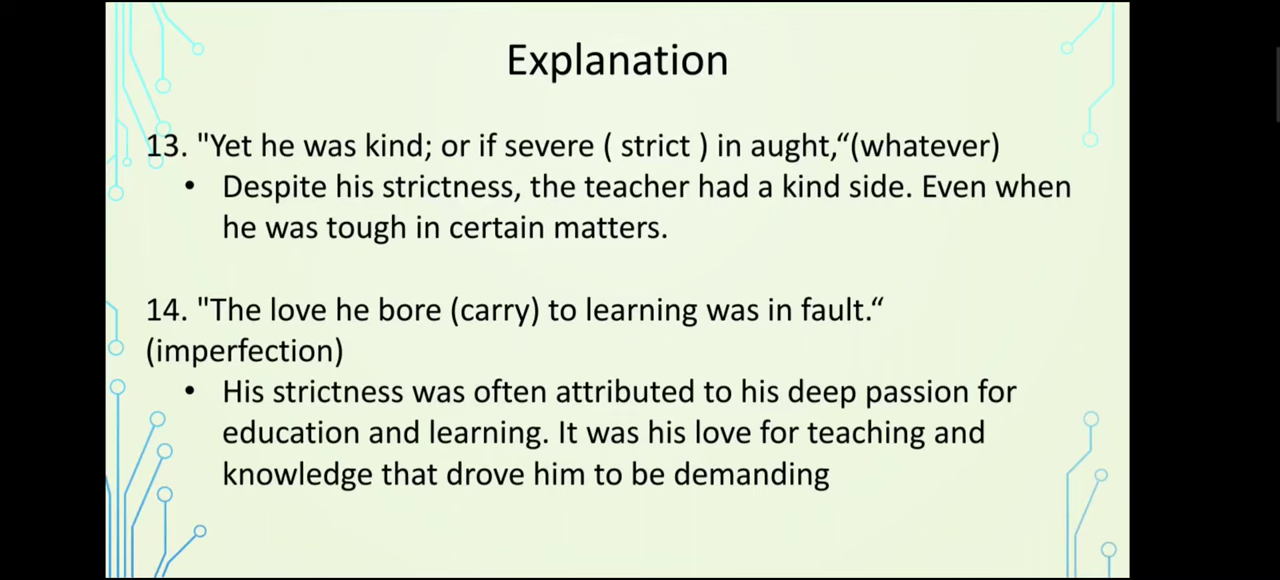 Explanation
13. "Yet he was kind; or if severe ( strict ) in aught,“(whatever)
• Despite his strictness, the teacher had a kind side. Even when
he was tough in certain matters.
14. "The love he bore (carry) to learning was in fault.“
(imperfection)
• His strictness was often attributed to his deep passion for
education and learning. It was his love for teaching and
knowledge that drove him to be demanding